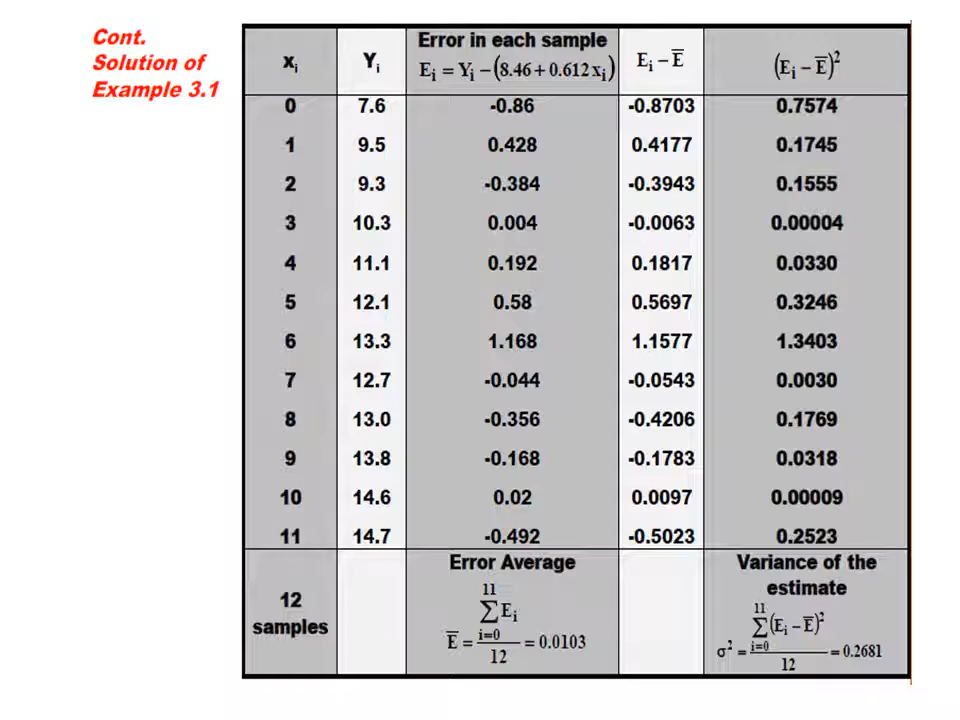 Cont.
Solution of
Example 3.1
xᵢ Yᵢ Error in each sample Eᵢ = Yᵢ − (8.46 + 0.612 xᵢ) Eᵢ − E̅ (Eᵢ − E̅)²
0 7.6 -0.86 -0.8703 0.7574
1 9.5 0.428 0.4177 0.1745
2 9.3 -0.384 -0.3943 0.1555
3 10.3 0.004 -0.0063 0.00004
4 11.1 0.192 0.1817 0.0330
5 12.1 0.58 0.5697 0.3246
6 13.3 1.168 1.1577 1.3403
7 12.7 -0.044 -0.0543 0.0030
8 13.0 -0.356 -0.4206 0.1769
9 13.8 -0.168 -0.1783 0.0318
10 14.6 0.02 0.0097 0.00009
11 14.7 -0.492 -0.5023 0.2523
12
samples
Error Average
E̅ = ∑ᵢ₌₀¹¹ Eᵢ / 12 = 0.0103
Variance of the
estimate
σ² = ∑ᵢ₌₀¹¹ (Eᵢ − E̅)² / 12 = 0.2681